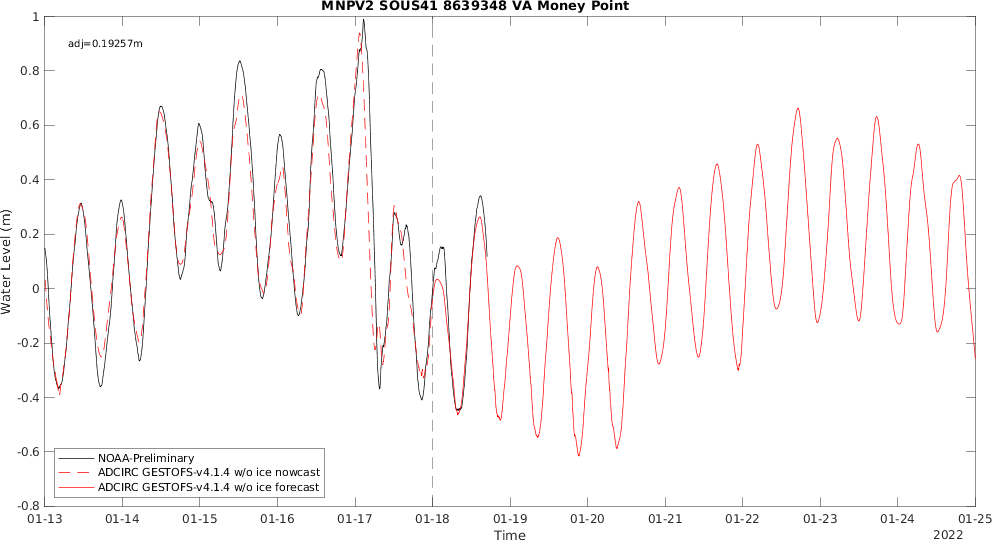 MNPV2 SOUS41 8639348 VA Money Point
adj=0.19257m
Water Level (m)
1
0.8
0.6
0.4
0.2
0
-0.2
-0.4
-0.6
-0.8
NOAA-Preliminary
ADCIRC GESTOFS-v4.1.4 w/o ice nowcast
ADCIRC GESTOFS-v4.1.4 w/o ice forecast
01-13 01-14 01-15 01-16 01-17 01-18 01-19 01-20 01-21 01-22 01-23 01-24 01-25
Time
2022